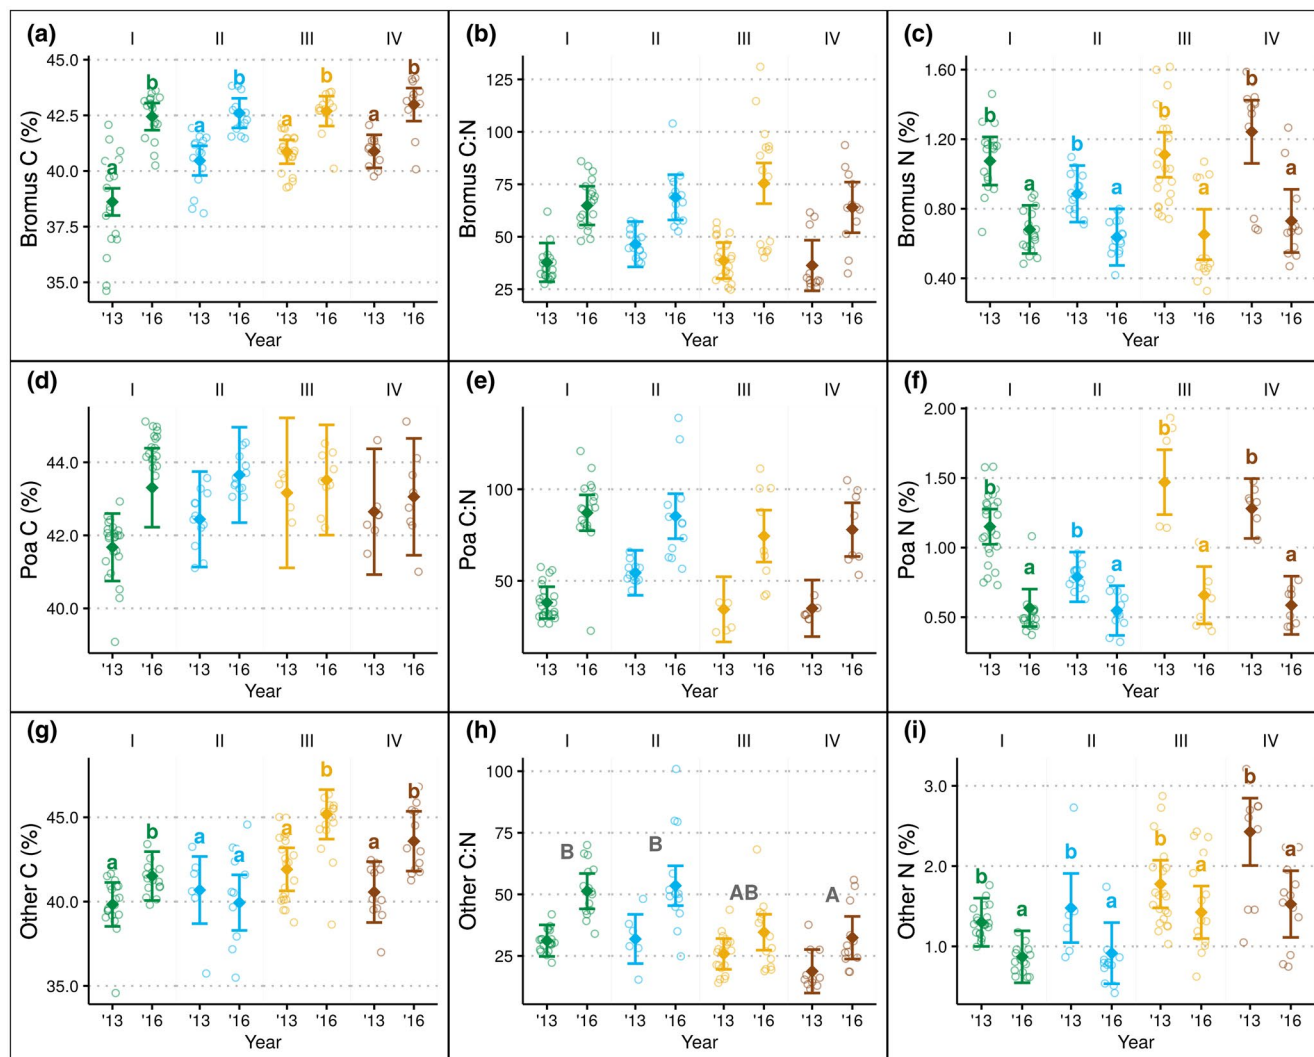 (a)
I II III IV
45.0
42.5
40.0
37.5
35.0
Bromus C (%)
a b a b a b a b
'13 '16 '13 '16 '13 '16 '13 '16
Year
(b)
I II III IV
125
100
75
50
25
Bromus C:N
'13 '16 '13 '16 '13 '16 '13 '16
Year
(c)
I II III IV
1.60
1.20
0.80
0.40
Bromus N (%)
b a b a b a b a
'13 '16 '13 '16 '13 '16 '13 '16
Year
(d)
I II III IV
44.0
42.0
40.0
Poa C (%)
'13 '16 '13 '16 '13 '16 '13 '16
Year
(e)
I II III IV
100
50
Poa C:N
'13 '16 '13 '16 '13 '16 '13 '16
Year
(f)
I II III IV
2.00
1.50
1.00
0.50
Poa N (%)
b a b a b a b a
'13 '16 '13 '16 '13 '16 '13 '16
Year
(g)
I II III IV
45.0
40.0
35.0
Other C (%)
a b a a a b a b
'13 '16 '13 '16 '13 '16 '13 '16
Year
(h)
I II III IV
100
75
50
25
Other C:N
B B AB A
'13 '16 '13 '16 '13 '16 '13 '16
Year
(i)
I II III IV
3.0
2.0
1.0
Other N (%)
b a b a b a b a
'13 '16 '13 '16 '13 '16 '13 '16
Year